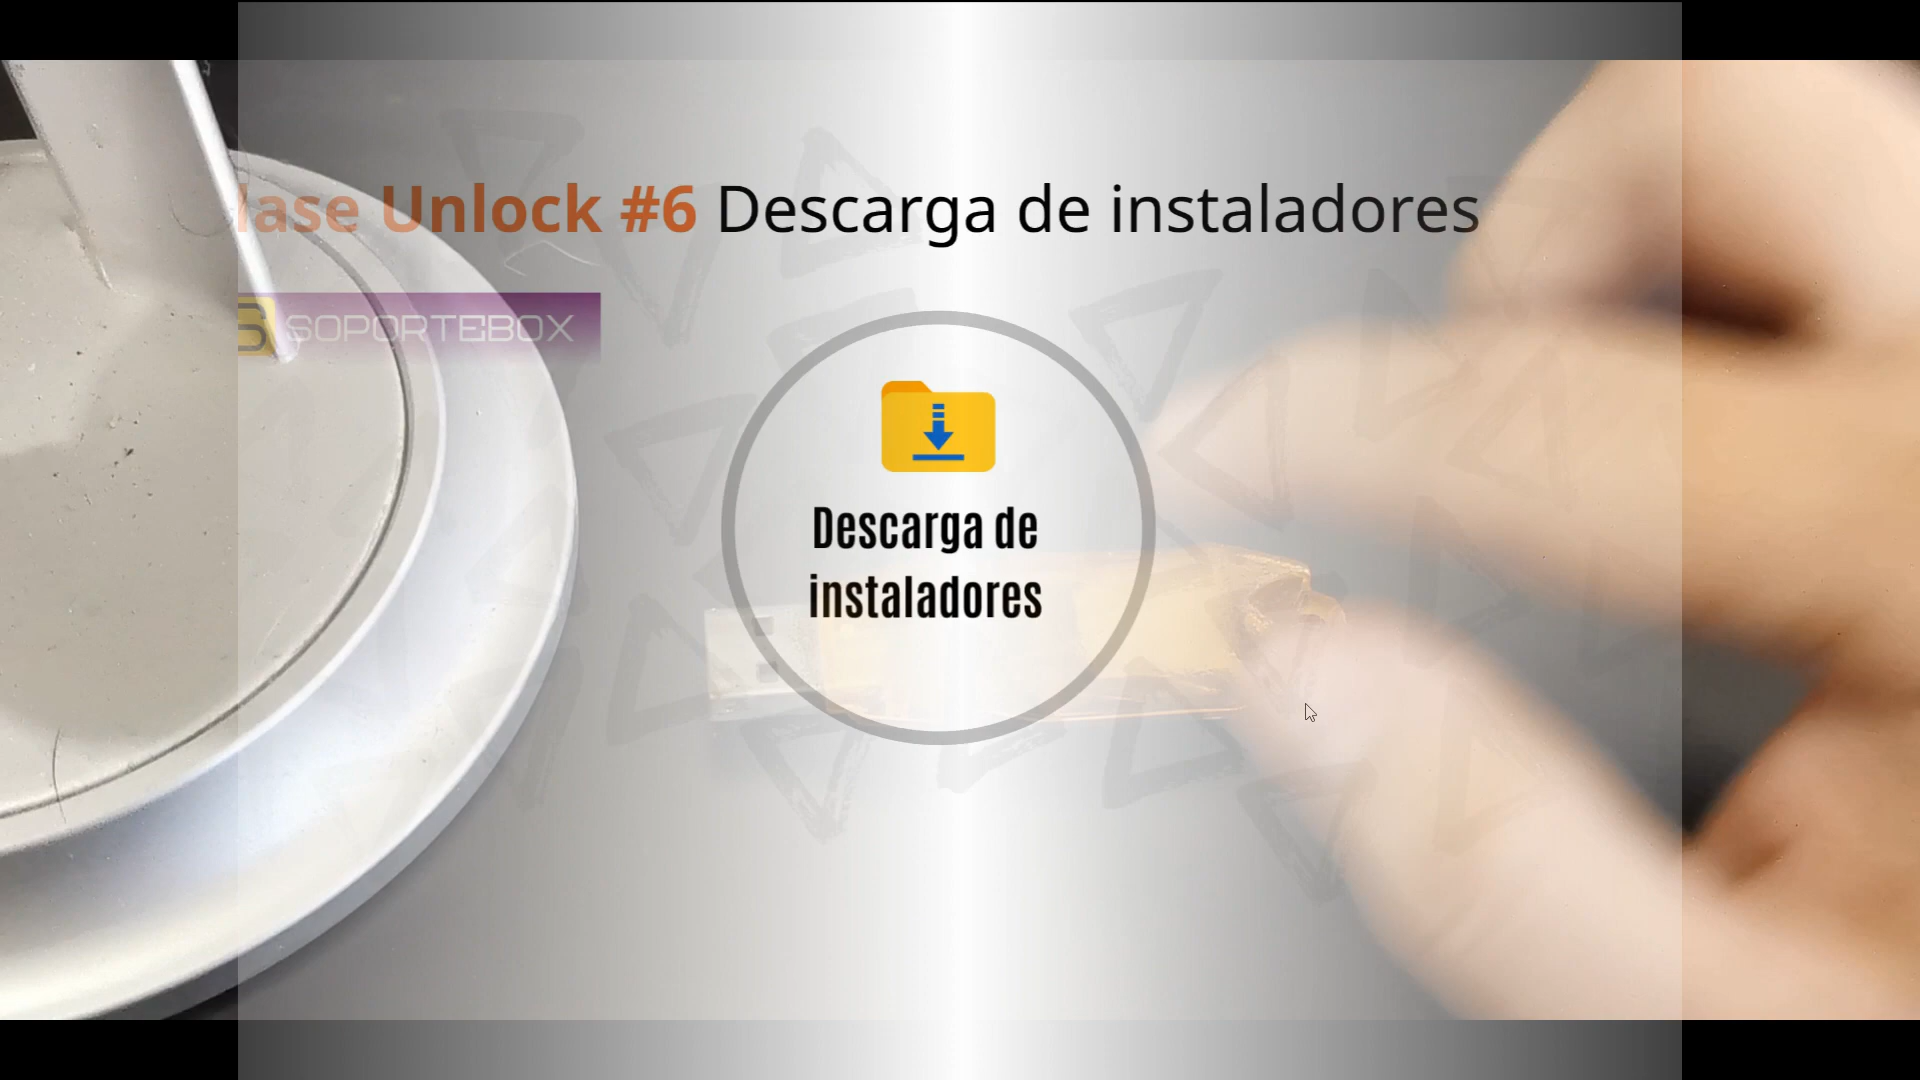 lase Unlock #6 Descarga de instaladores
SOPORTEBOX
Descarga de
instaladores